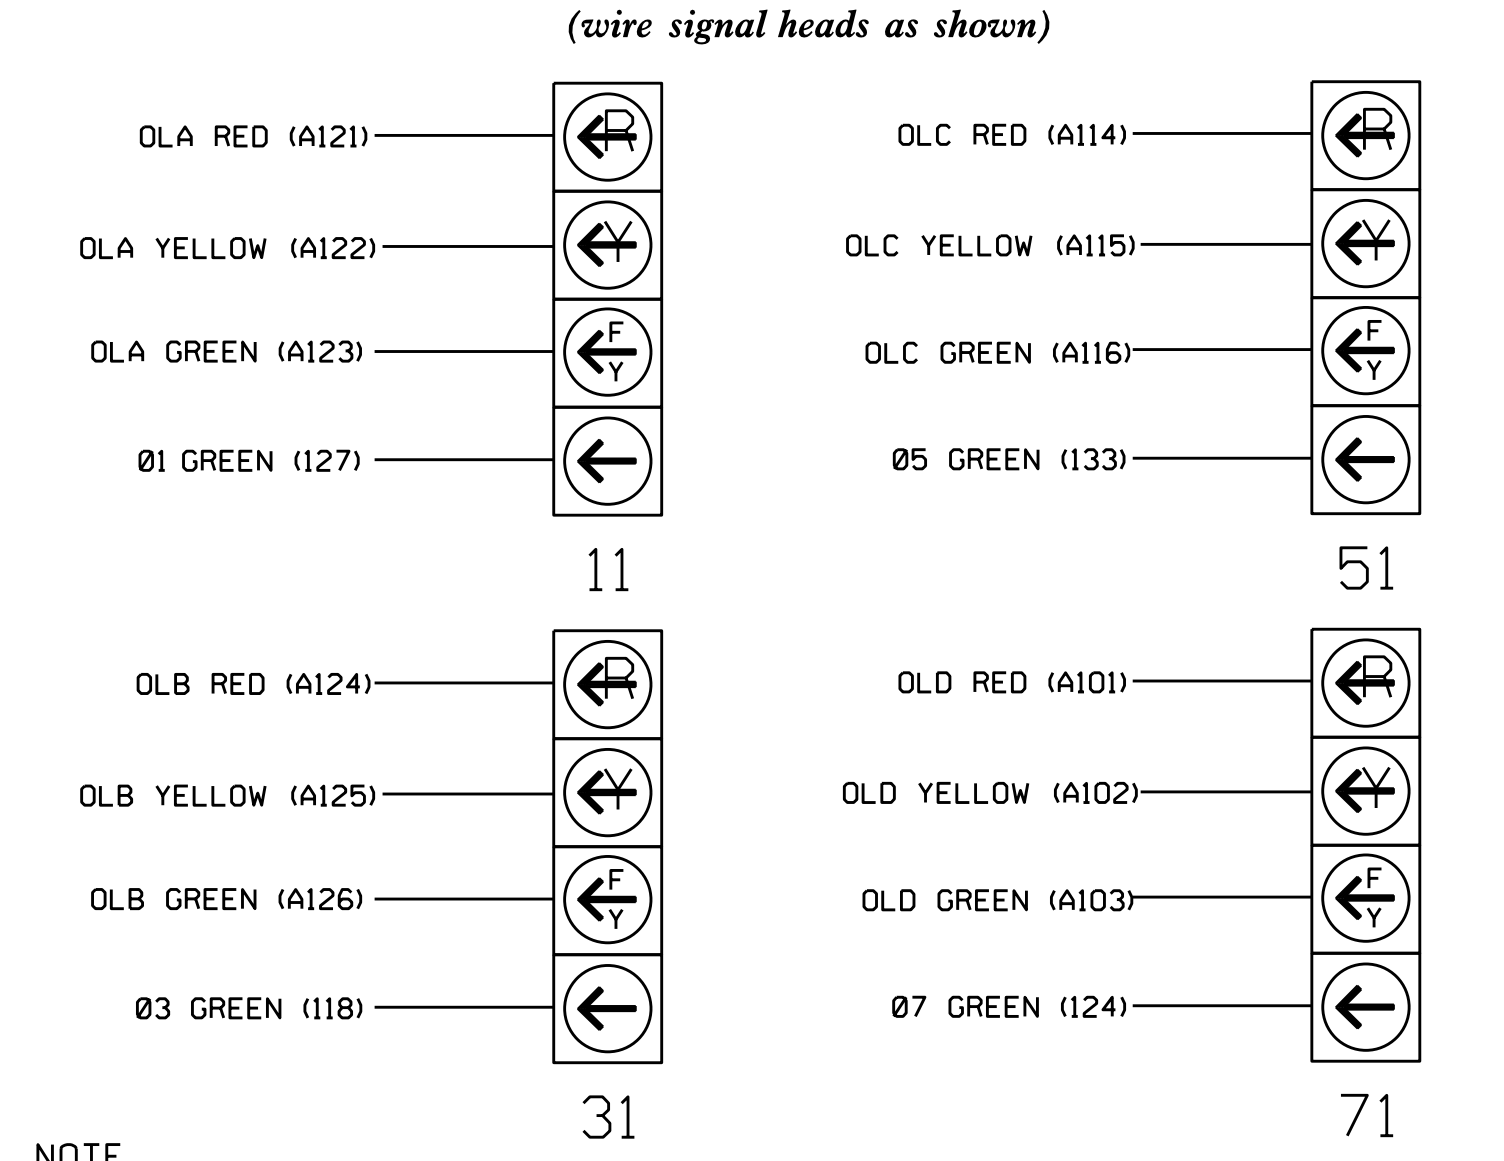 (wire signal heads as shown)
OLA RED (A121)
R
OLA YELLOW (A122)
Y
OLA GREEN (A123)
F
Y
Ø1 GREEN (127)
11
OLC RED (A114)
R
OLC YELLOW (A115)
Y
OLC GREEN (A116)
F
Y
Ø5 GREEN (133)
51
OLB RED (A124)
R
OLB YELLOW (A125)
Y
OLB GREEN (A126)
F
Y
Ø3 GREEN (118)
31
OLD RED (A101)
R
OLD YELLOW (A102)
Y
OLD GREEN (A103)
F
Y
Ø7 GREEN (124)
71
NOTE